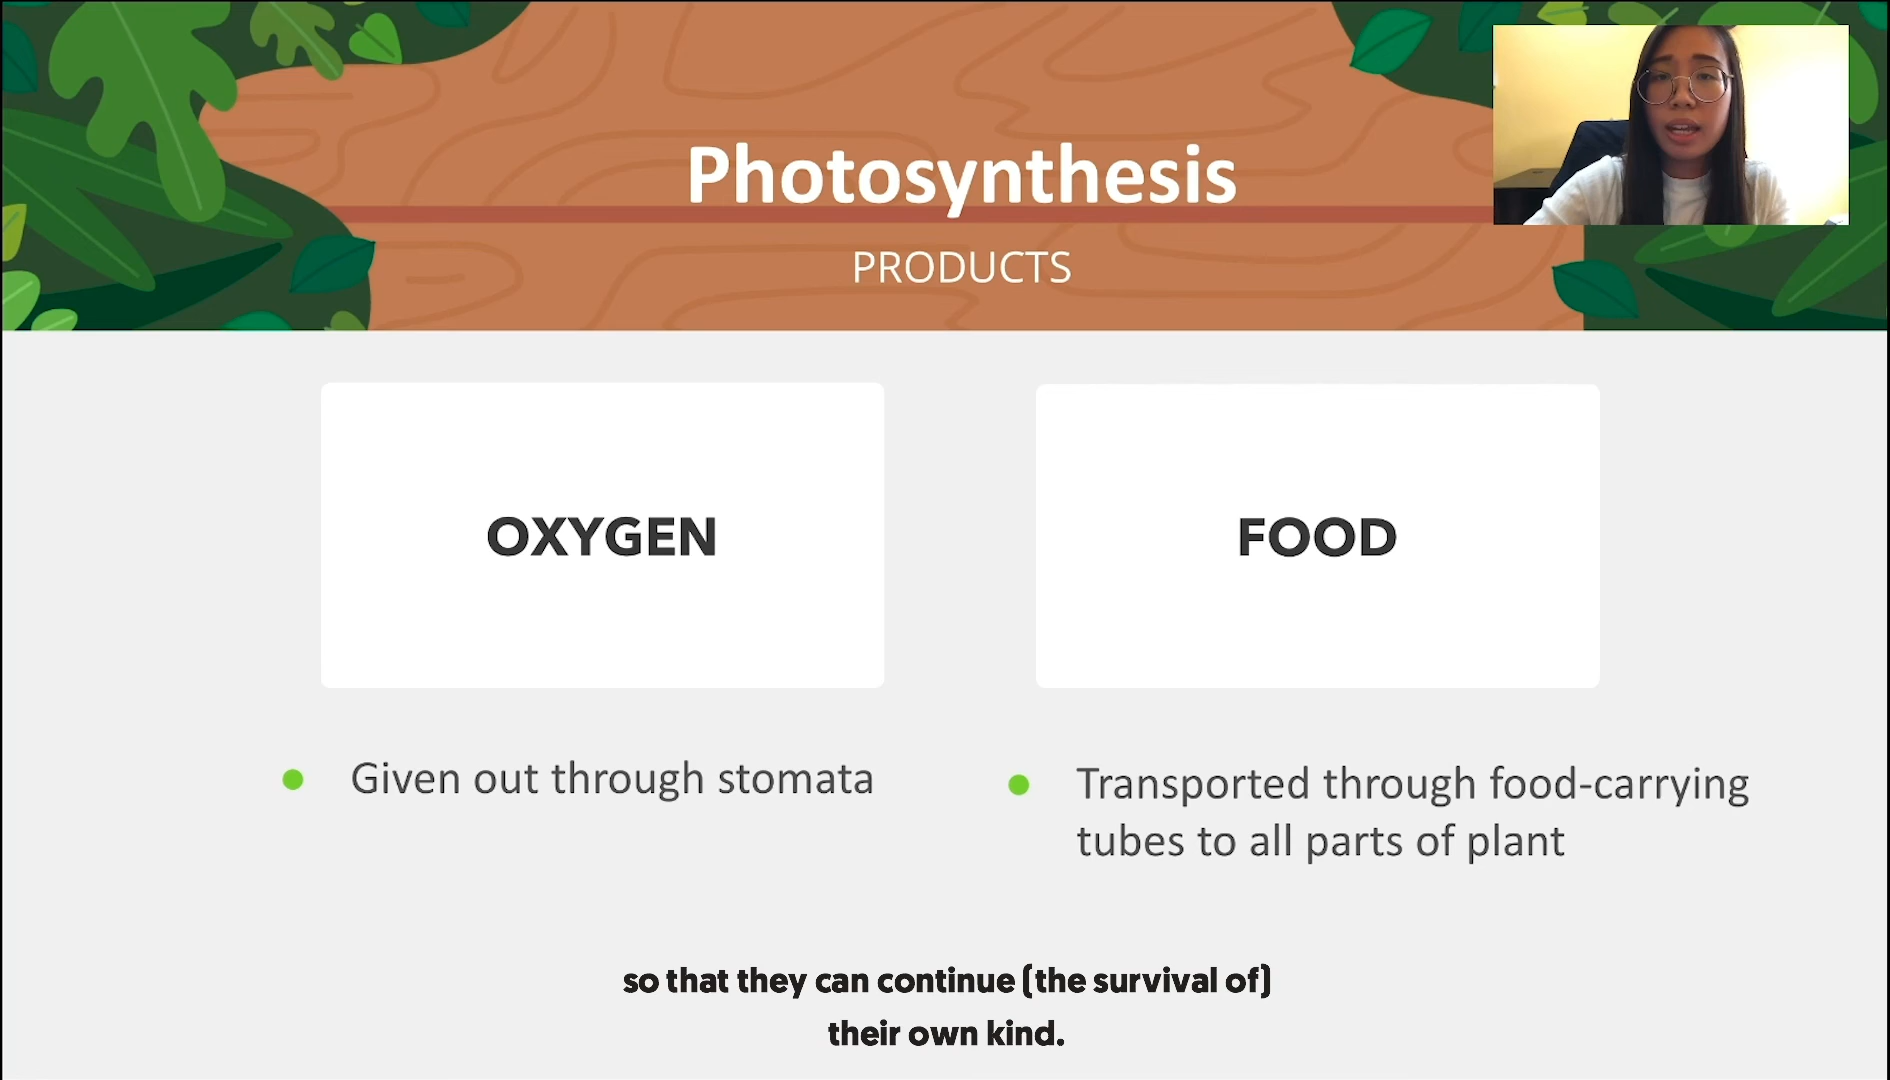 Photosynthesis
PRODUCTS
OXYGEN
FOOD
Given out through stomata
Transported through food-carrying
tubes to all parts of plant
so that they can continue (the survival of)
their own kind.